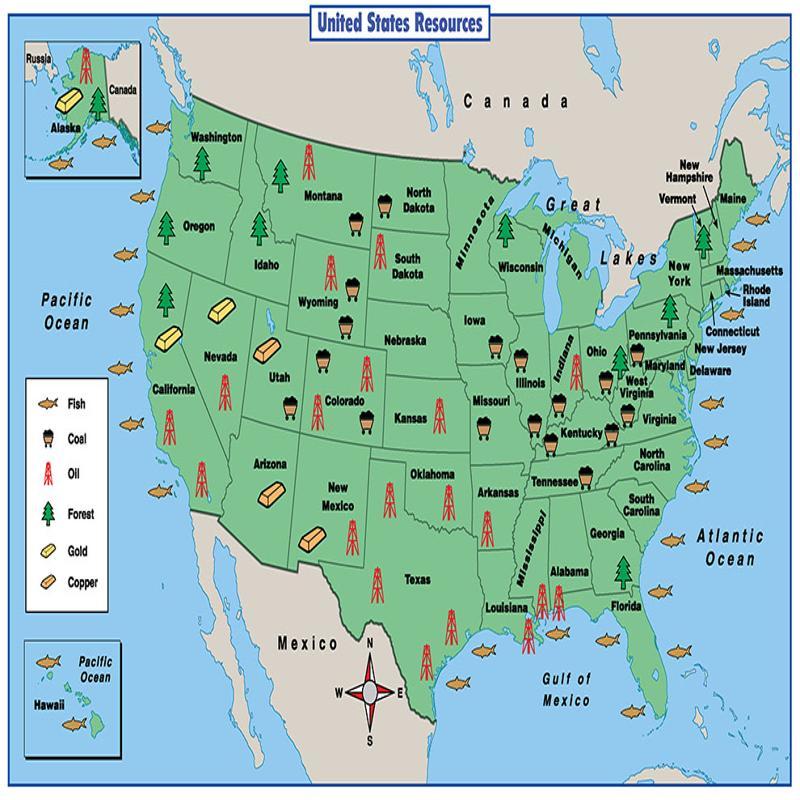 United States Resources
Russia
Canada
Alaska
Canada
Washington
Oregon
Idaho
Montana
North
Dakota
South
Dakota
Minnesota
Wisconsin
Michigan
Great
Lakes
New
Hampshire
Vermont
Maine
New
York
Massachusetts
Rhode
Island
Connecticut
New Jersey
Delaware
Maryland
Pennsylvania
Pacific
Ocean
Wyoming
Nebraska
Iowa
Illinois
Indiana
Ohio
West
Virginia
Virginia
California
Nevada
Utah
Colorado
Kansas
Missouri
Kentucky
North
Carolina
Tennessee
South
Carolina
Arizona
New
Mexico
Oklahoma
Arkansas
Mississippi
Alabama
Georgia
Florida
Louisiana
Texas
Atlantic
Ocean
Gulf of
Mexico
Mexico
N
W
E
S
Fish
Coal
Oil
Forest
Gold
Copper
Pacific
Ocean
Hawaii